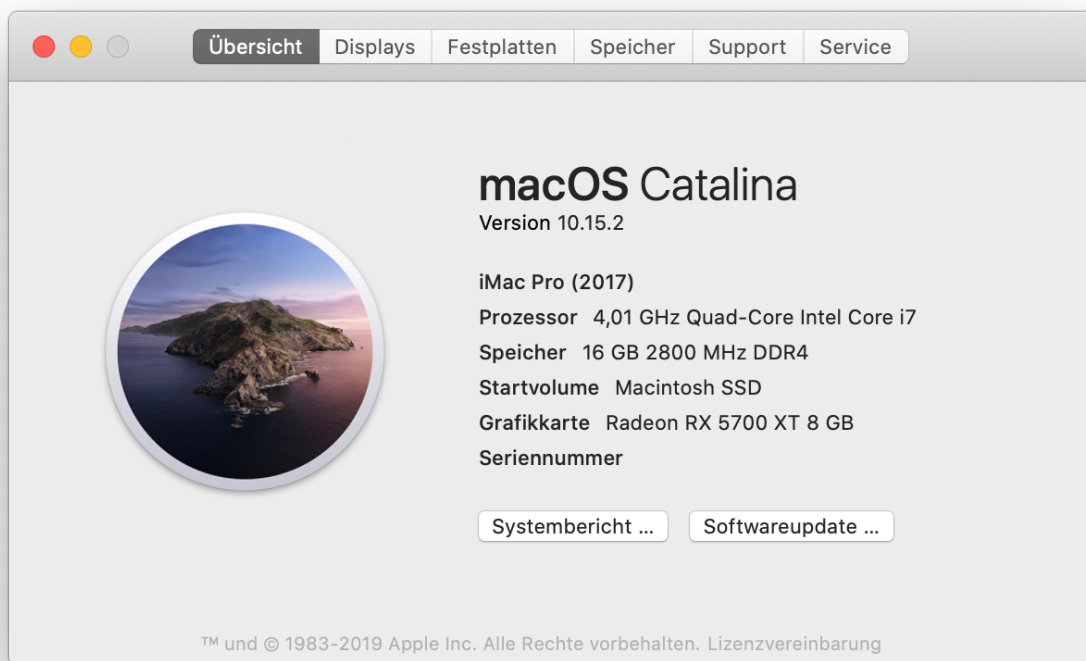 Übersicht Displays Festplatten Speicher Support Service
macOS Catalina
Version 10.15.2
iMac Pro (2017)
Prozessor 4,01 GHz Quad-Core Intel Core i7
Speicher 16 GB 2800 MHz DDR4
Startvolume Macintosh SSD
Grafikkarte Radeon RX 5700 XT 8 GB
Seriennummer
Systembericht ... Softwareupdate ...
™ und © 1983-2019 Apple Inc. Alle Rechte vorbehalten. Lizenzvereinbarung